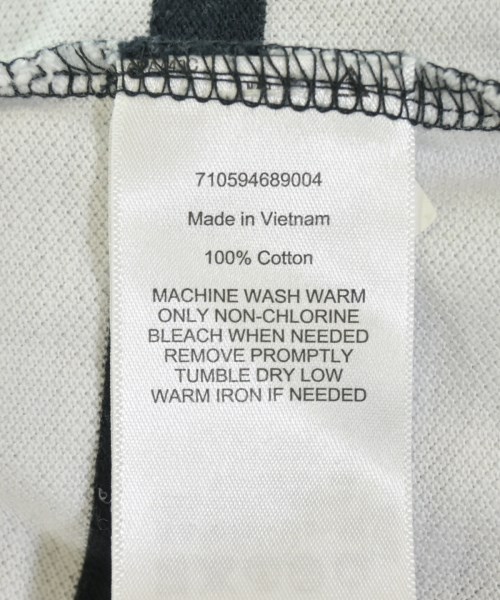 710594689004
Made in Vietnam
100% Cotton
MACHINE WASH WARM
ONLY NON-CHLORINE
BLEACH WHEN NEEDED
REMOVE PROMPTLY
TUMBLE DRY LOW
WARM IRON IF NEEDED